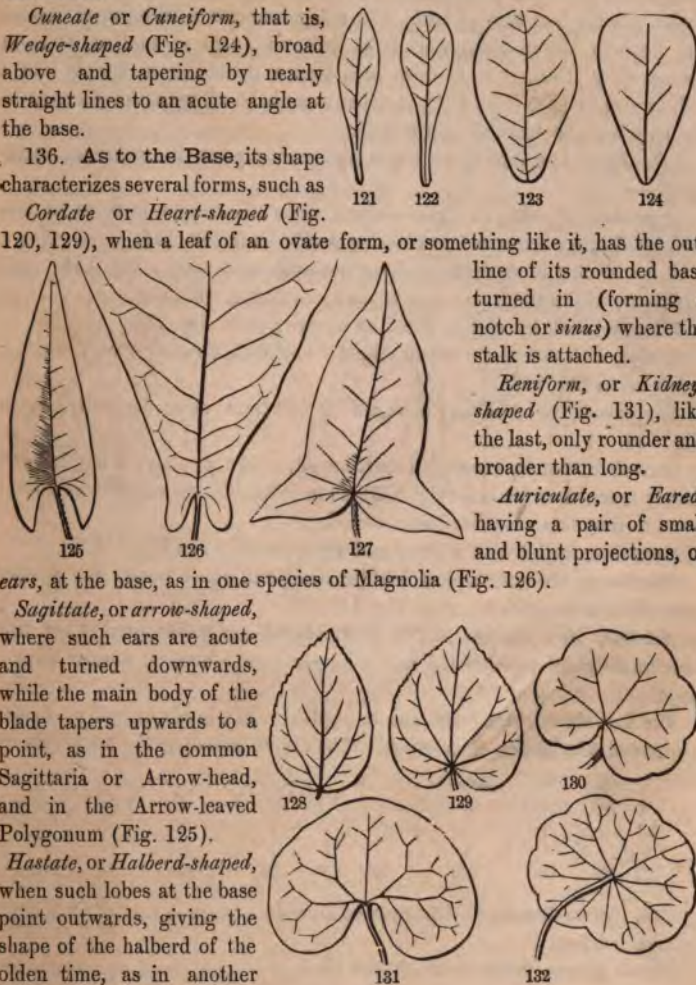 Cuneate or Cuneiform, that is,
Wedge-shaped (Fig. 124), broad
above and tapering by nearly
straight lines to an acute angle at
the base.
136. As to the Base, its shape
characterizes several forms, such as
Cordate or Heart-shaped (Fig.
121 122 123 124
120, 129), when a leaf of an ovate form, or something like it, has the out
line of its rounded bas
turned in (forming
notch or sinus) where th
stalk is attached.
Reniform, or Kidney
shaped (Fig. 131), lik
the last, only rounder an
broader than long.
Auriculate, or Eared
having a pair of sma
and blunt projections, o
125 126 127
ears, at the base, as in one species of Magnolia (Fig. 126).
Sagittate, or arrow-shaped,
where such ears are acute
and turned downwards,
while the main body of the
blade tapers upwards to a
point, as in the common
Sagittaria or Arrow-head,
and in the Arrow-leaved
Polygonum (Fig. 125).
Hastate, or Halberd-shaped,
when such lobes at the base
point outwards, giving the
shape of the halberd of the
olden time, as in another
128 129 130
131 132